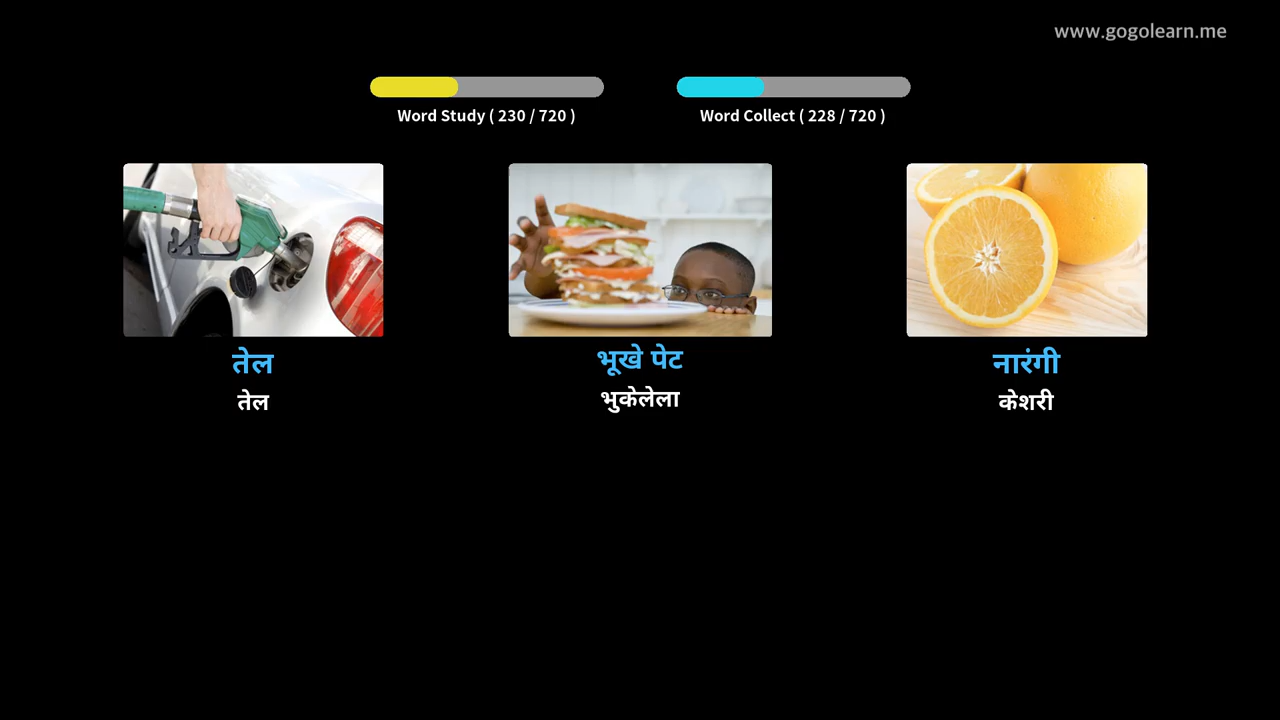 www.gogolearn.me
Word Study ( 230 / 720 )
Word Collect ( 228 / 720 )
तेल
भूखे पेट
नारंगी
तेल
भुकेलेला
केशरी